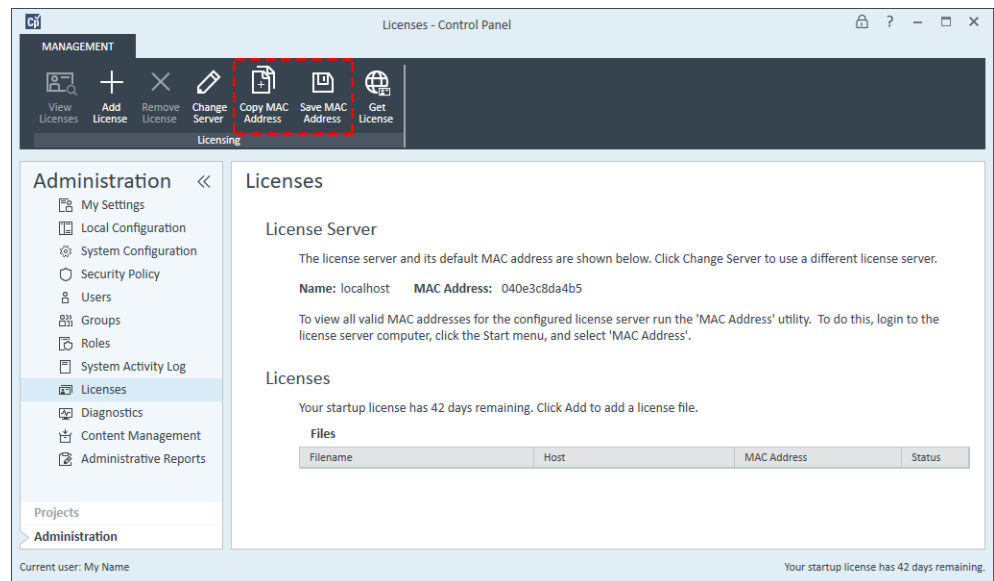 Cp
Licenses - Control Panel
?
MANAGEMENT
View Licenses
Add License
Remove License
Change Server
Copy MAC Address
Save MAC Address
Get License
Licensing
Administration
My Settings
Local Configuration
System Configuration
Security Policy
Users
Groups
Roles
System Activity Log
Licenses
Diagnostics
Content Management
Administrative Reports
Projects
Administration
Licenses
License Server
The license server and its default MAC address are shown below. Click Change Server to use a different license server.
Name: localhost MAC Address: 040e3c8da4b5
To view all valid MAC addresses for the configured license server run the 'MAC Address' utility. To do this, login to the
license server computer, click the Start menu, and select 'MAC Address'.
Licenses
Your startup license has 42 days remaining. Click Add to add a license file.
Files
Filename Host MAC Address Status
Current user: My Name
Your startup license has 42 days remaining.